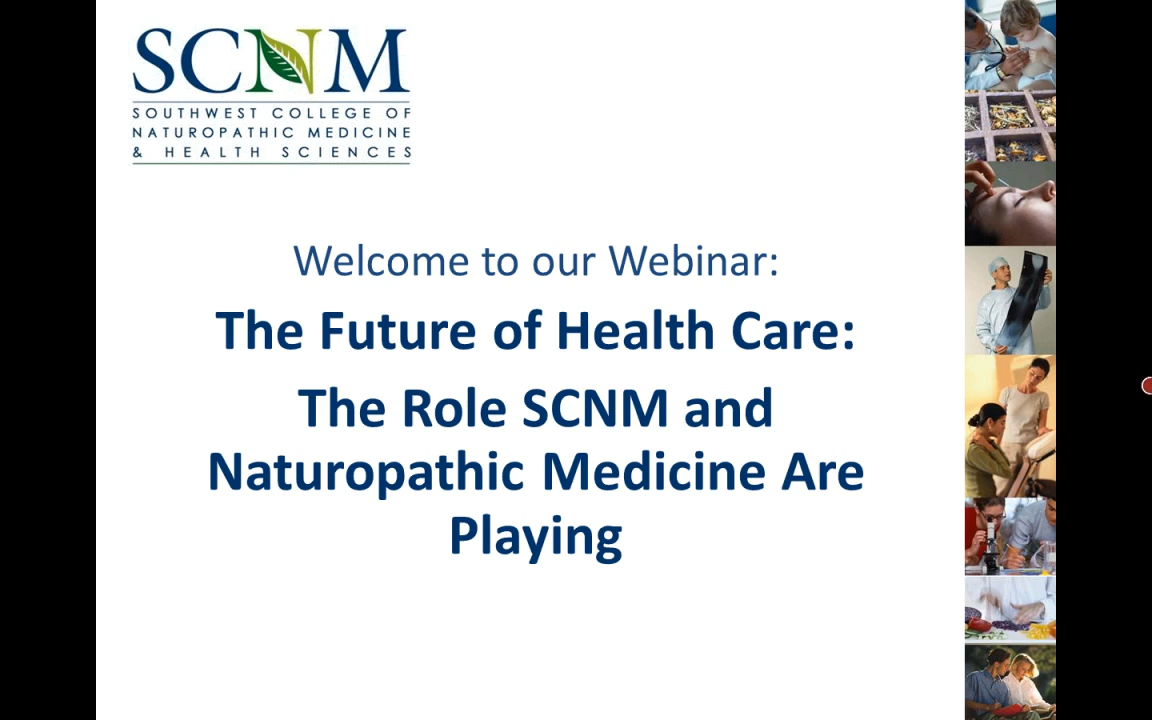 SCNM
SOUTHWEST COLLEGE OF
NATUROPATHIC MEDICINE
& HEALTH SCIENCES
Welcome to our Webinar:
The Future of Health Care:
The Role SCNM and
Naturopathic Medicine Are
Playing